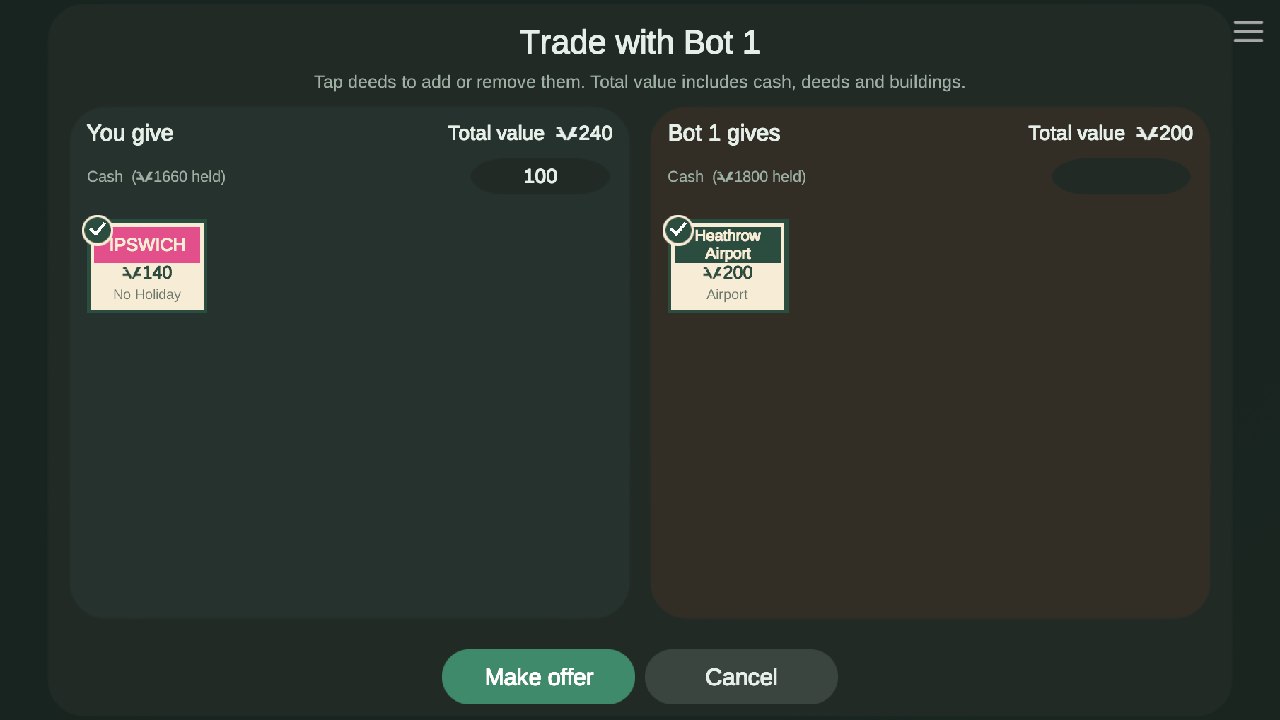 Trade with Bot 1
Tap deeds to add or remove them. Total value includes cash, deeds and buildings.
You give
Total value 240
Cash (1660 held)
100
IPSWICH
140
No Holiday
Bot 1 gives
Total value 200
Cash (1800 held)
Heathrow
Airport
200
Airport
Make offer
Cancel